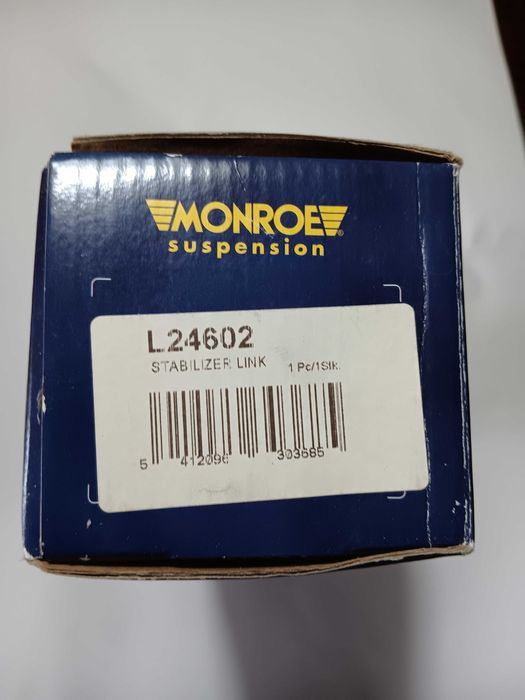 MONROE®
suspension
L24602
STABILIZER LINK 1 Pc/1Stk.
5 412096 303685